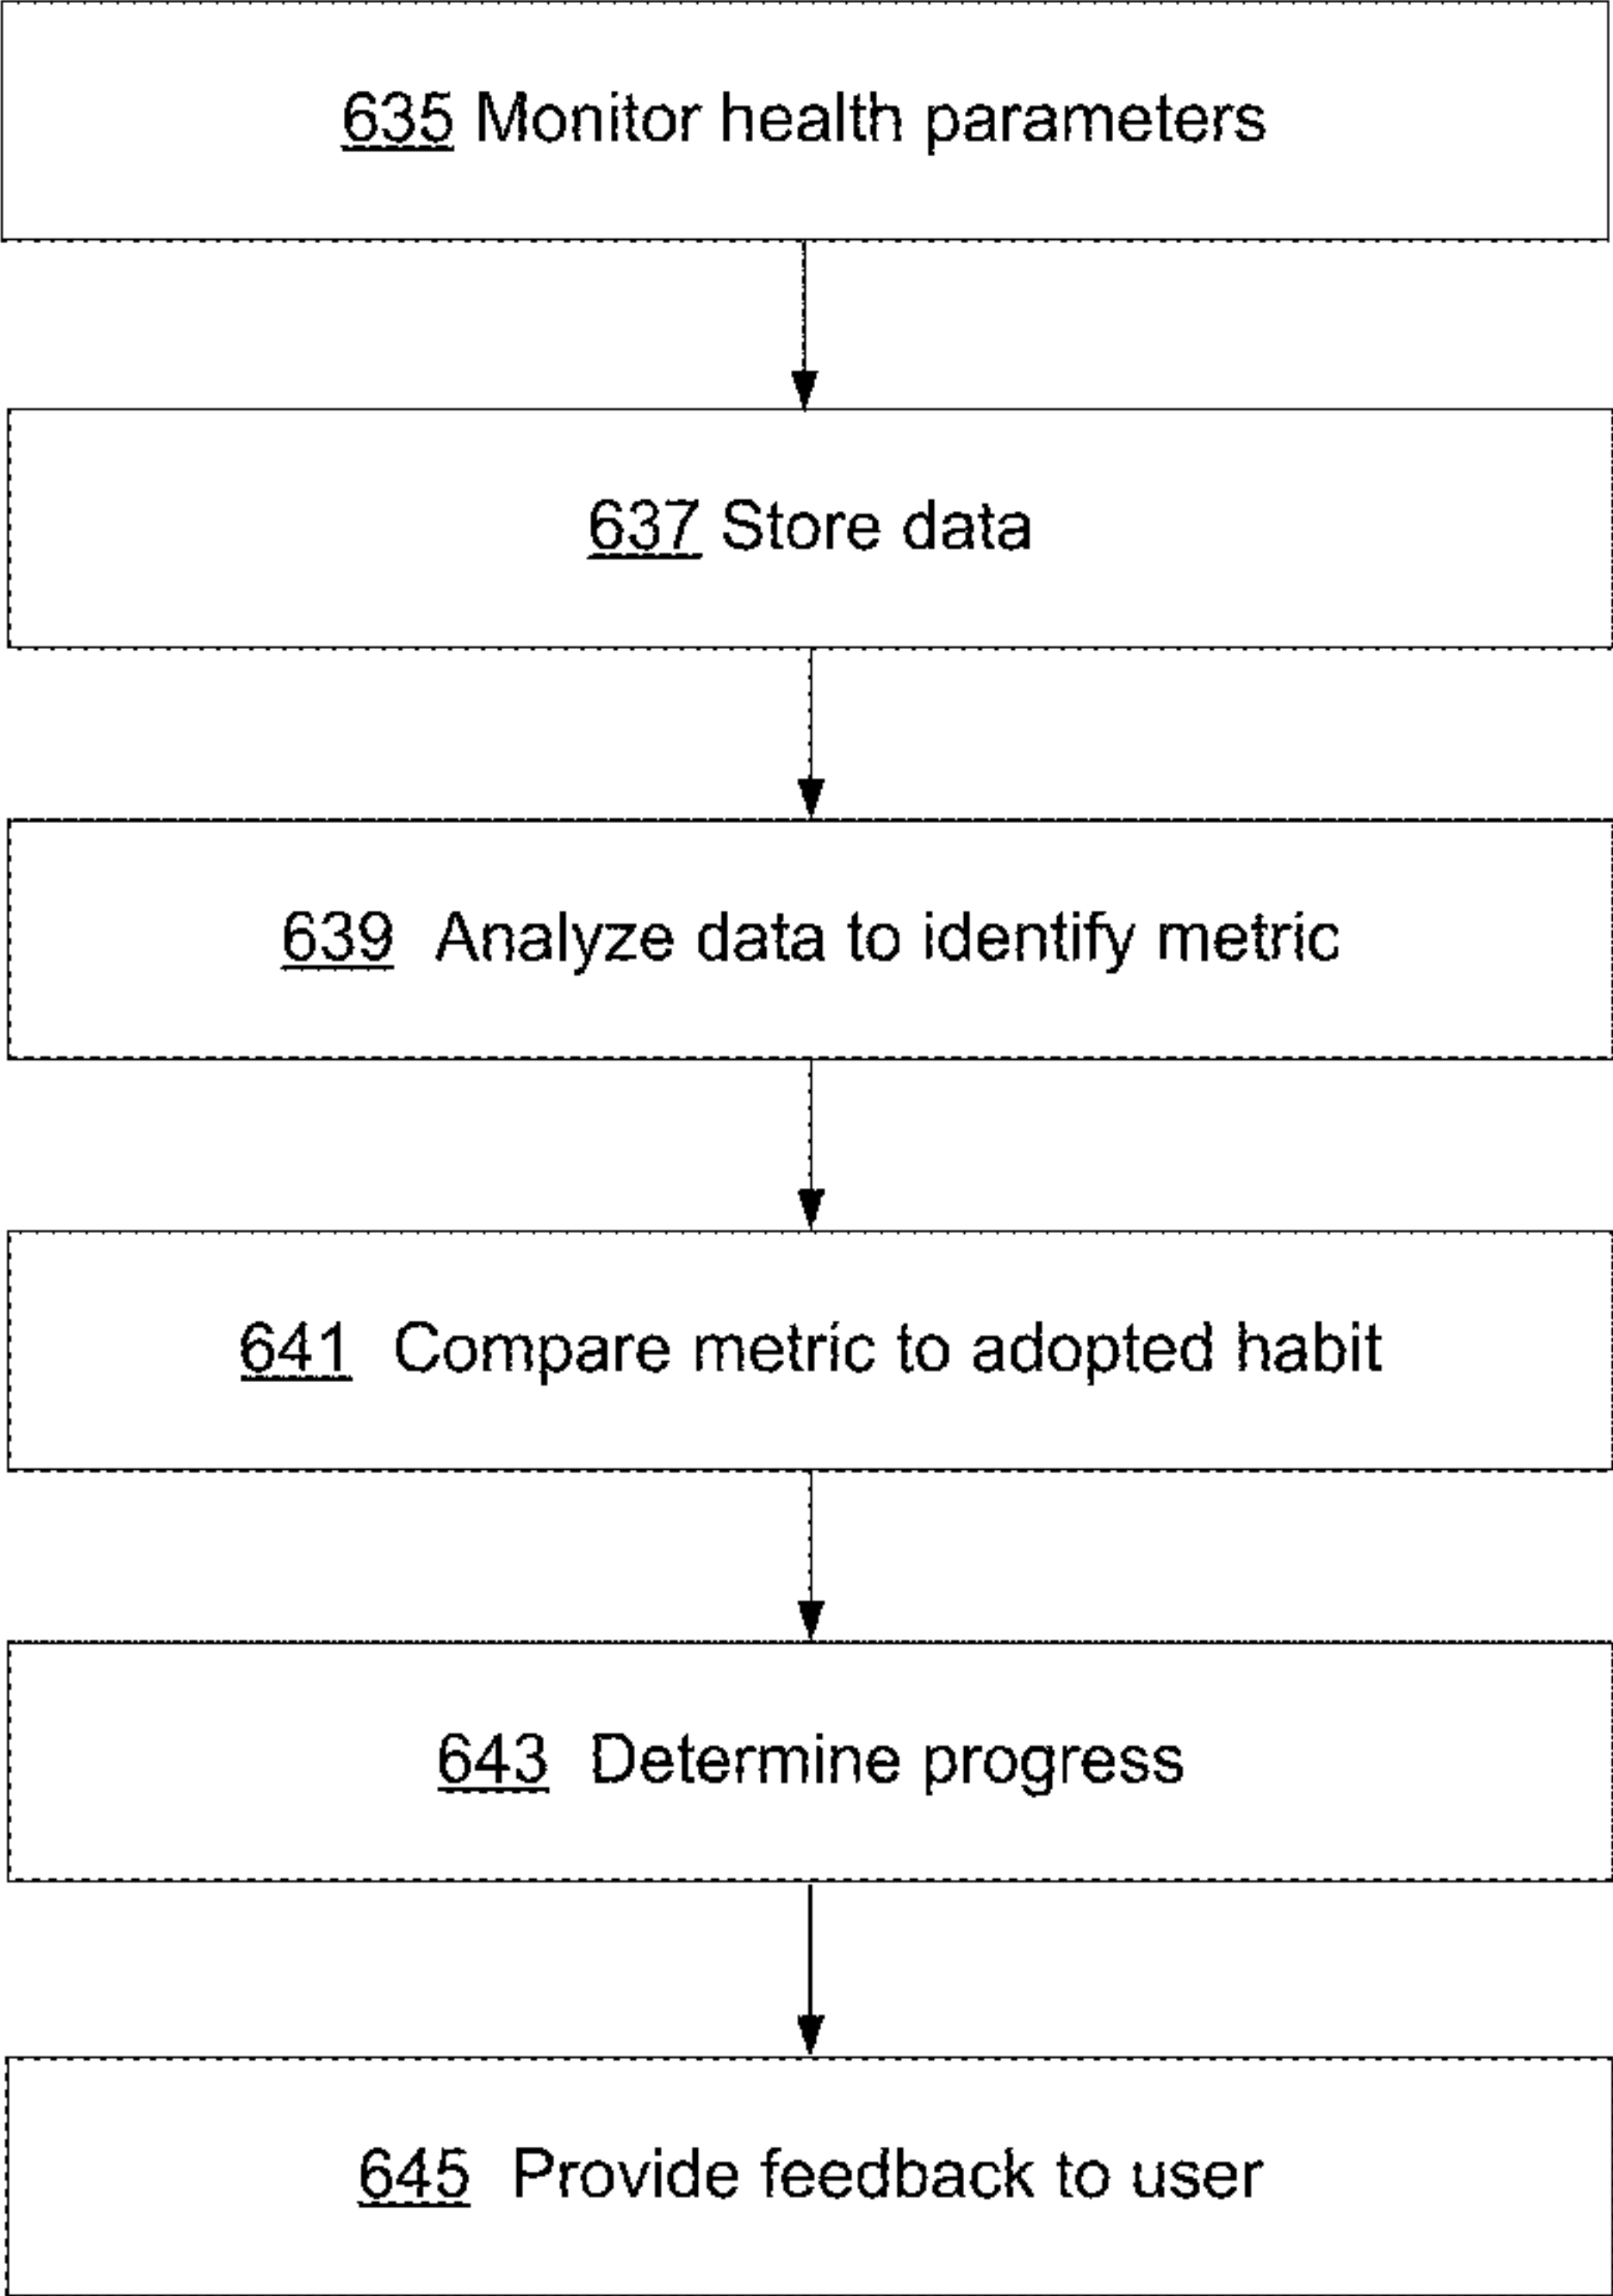 635 Monitor health parameters
637 Store data
639 Analyze data to identify metric
641 Compare metric to adopted habit
643 Determine progress
645 Provide feedback to user